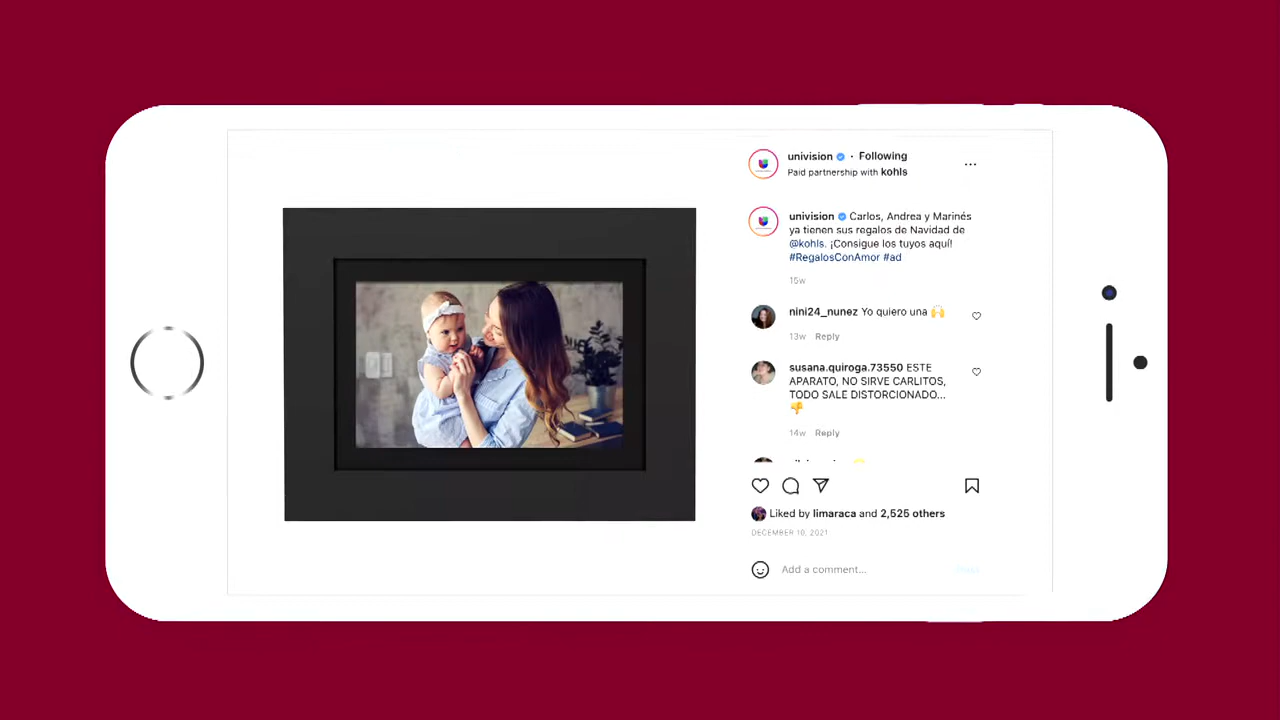 univision · Following
Paid partnership with kohls
univision Carlos, Andrea y Marinés
ya tienen sus regalos de Navidad de
@kohls. ¡Consigue los tuyos aquí!
#RegalosConAmor #ad
15w
nini24_nunez Yo quiero una 🙌
13w Reply
susana.quiroga.73550 ESTE
APARATO, NO SIRVE CARLITOS,
TODO SALE DISTORCIONADO...
👎
14w Reply
Liked by limaraca and 2,525 others
DECEMBER 10, 2021
Add a comment...